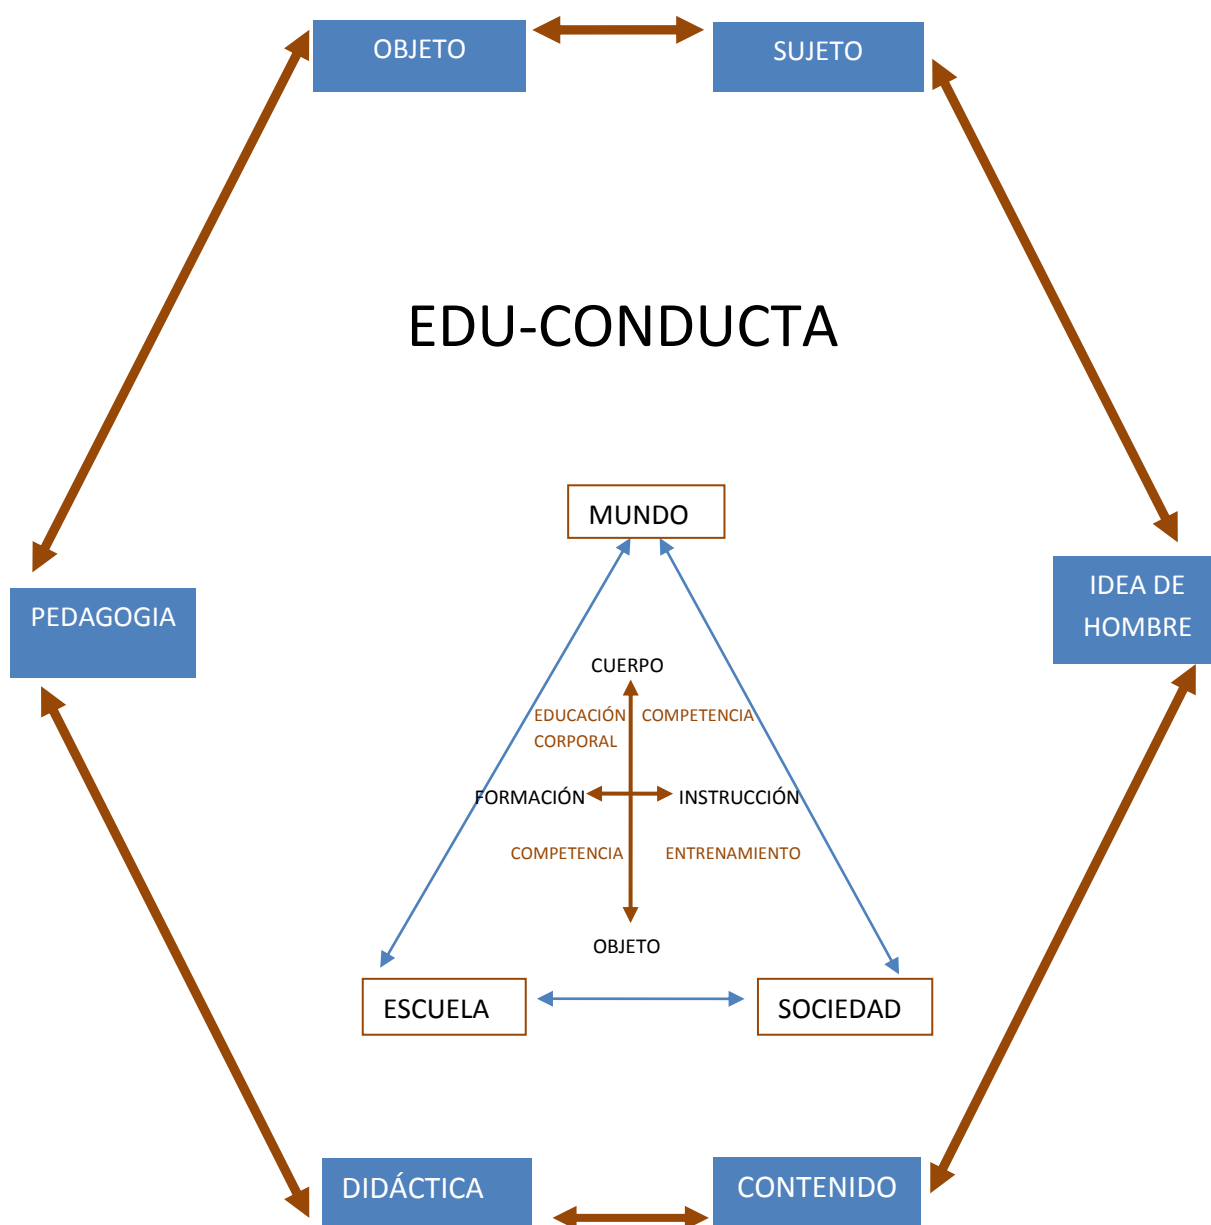 OBJETO
SUJETO
EDU-CONDUCTA
MUNDO
PEDAGOGIA
IDEA DE
HOMBRE
CUERPO
EDUCACIÓN
CORPORAL
COMPETENCIA
FORMACIÓN
INSTRUCCIÓN
COMPETENCIA
ENTRENAMIENTO
OBJETO
ESCUELA
SOCIEDAD
DIDÁCTICA
CONTENIDO